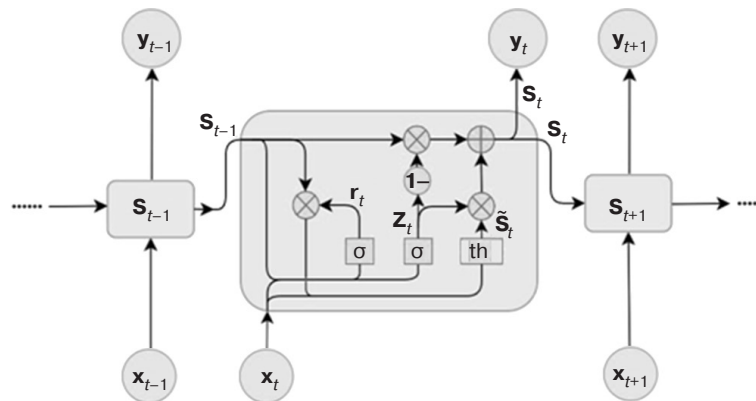 y_{t−1} y_t y_{t+1}
S_t
S_{t−1} S_t
1−
...... S_{t−1} r_t Z_t S̃_t S_{t+1} ....
σ σ th
x_{t−1} x_t x_{t+1}